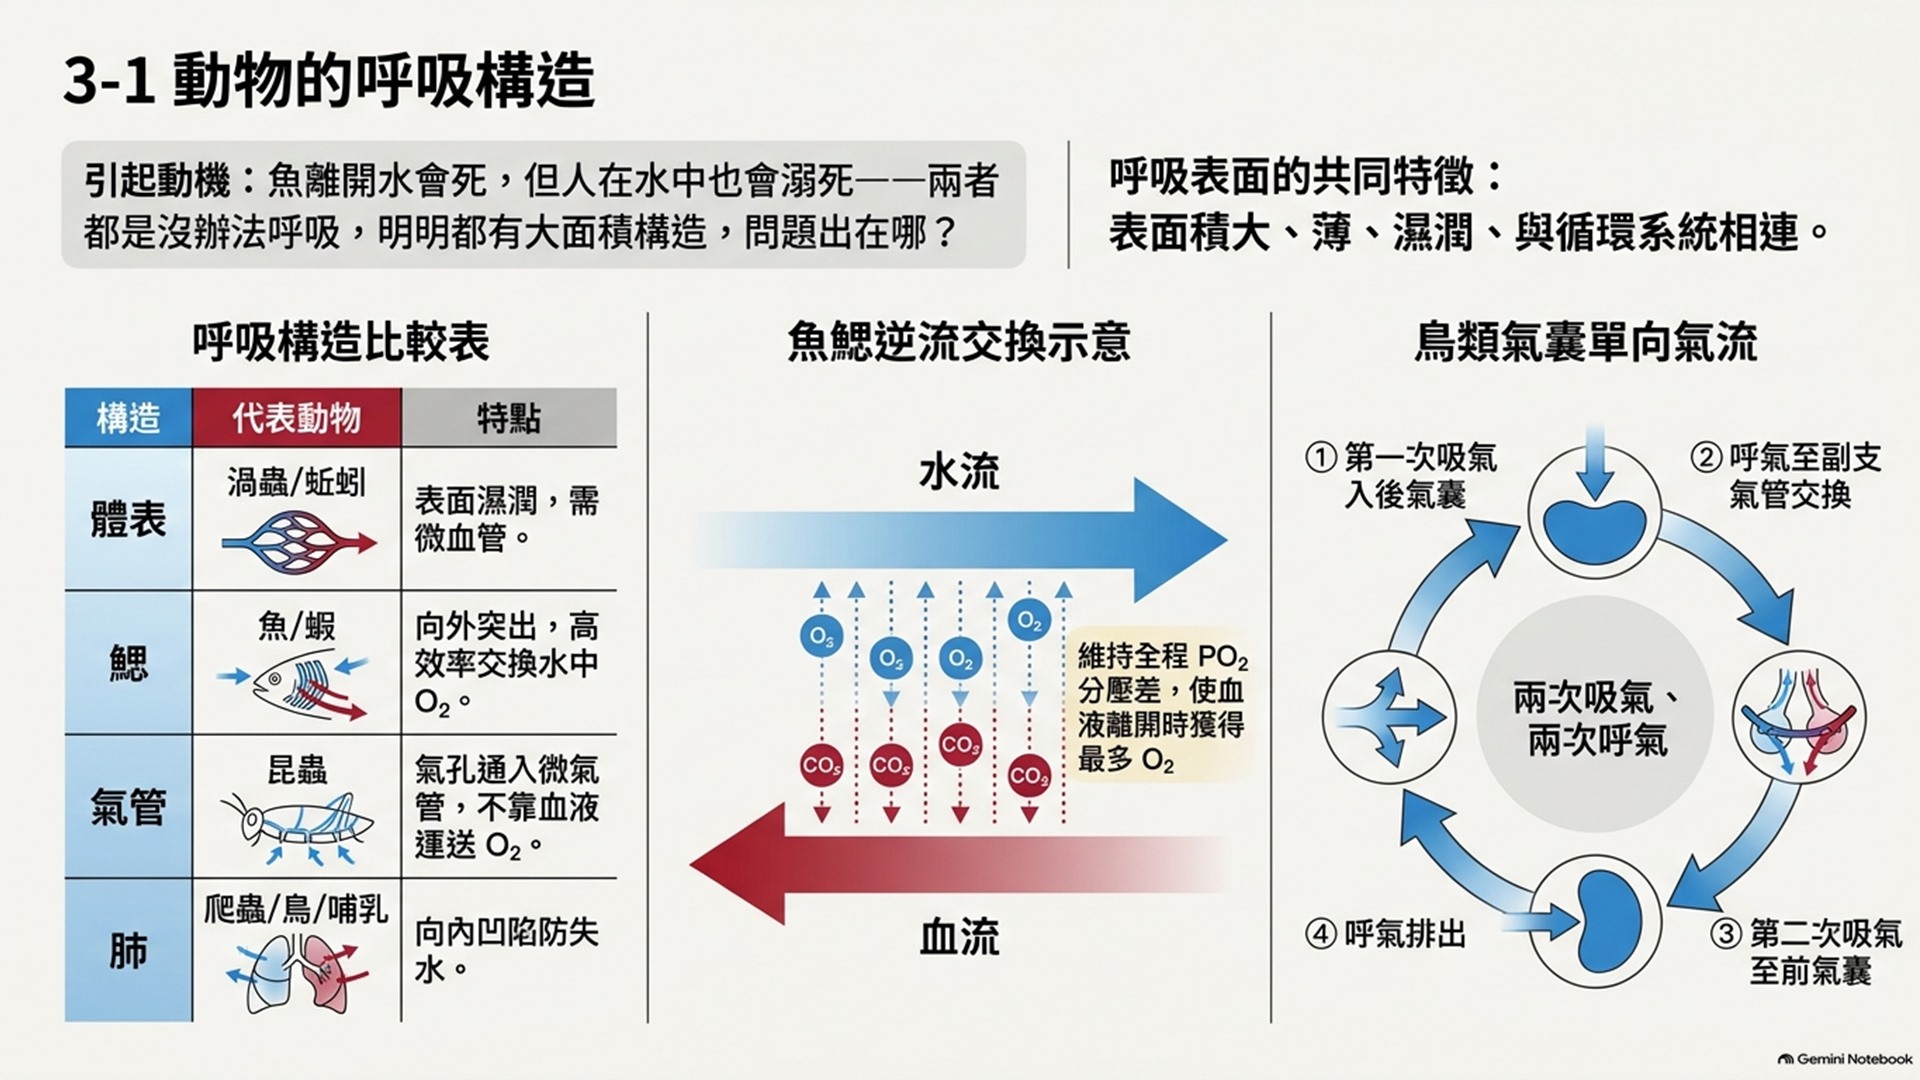 3-1 動物的呼吸構造
引起動機：魚離開水會死，但人在水中也會溺死——兩者
都是沒辦法呼吸，明明都有大面積構造，問題出在哪？
呼吸表面的共同特徵：
表面積大、薄、濕潤、與循環系統相連。
呼吸構造比較表
構造
代表動物
特點
體表
渦蟲/蚯蚓
表面濕潤，需
微血管。
鰓
魚/蝦
向外突出，高
效率交換水中
O₂。
氣管
昆蟲
氣孔通入微氣
管，不靠血液
運送 O₂。
肺
爬蟲/鳥/哺乳
向內凹陷防失
水。
魚鰓逆流交換示意
水流
O₃
O₃
O₂
O₂
COₛ
COₛ
CO₃
CO₂
維持全程 PO₂
分壓差，使血
液離開時獲得
最多 O₂
血流
鳥類氣囊單向氣流
① 第一次吸氣
入後氣囊
② 呼氣至副支
氣管交換
兩次吸氣、
兩次呼氣
③ 第二次吸氣
至前氣囊
④ 呼氣排出
Gemini Notebook